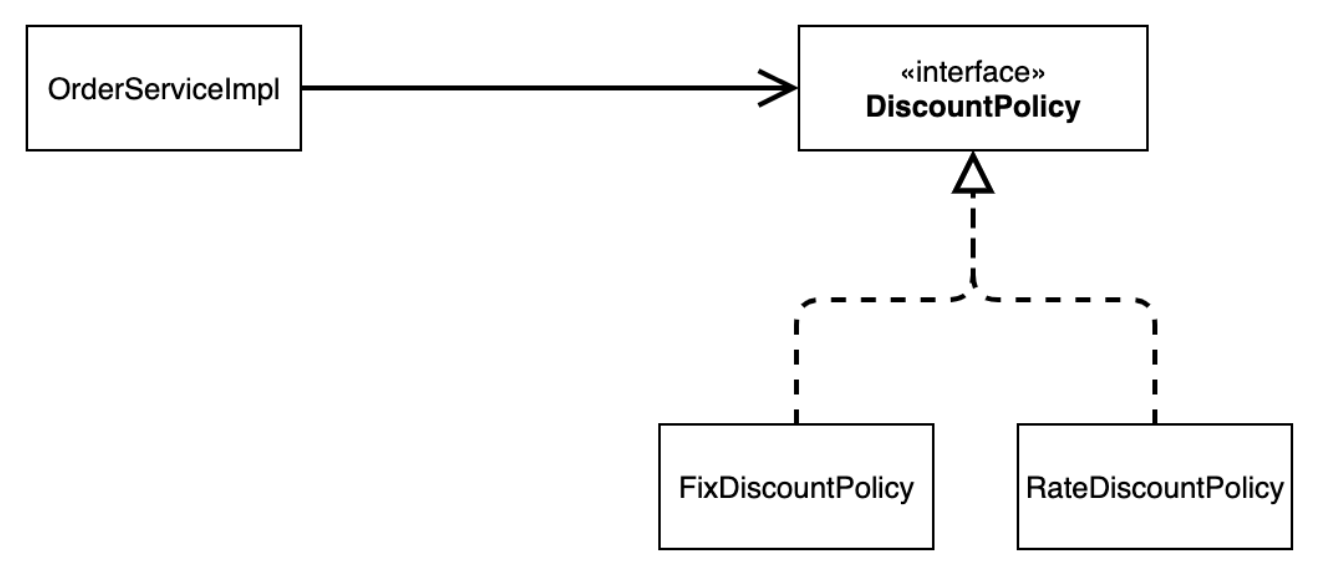 OrderServiceImpl
«interface»
DiscountPolicy
FixDiscountPolicy
RateDiscountPolicy